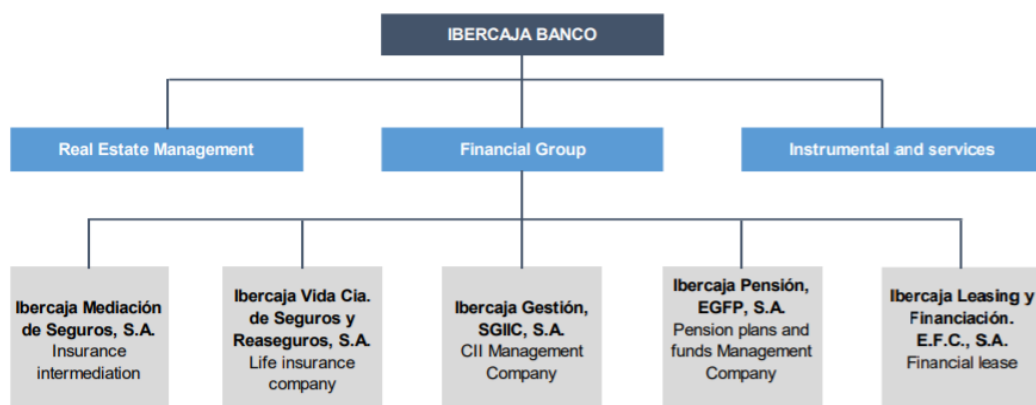 IBERCAJA BANCO
Real Estate Management
Financial Group
Instrumental and services
Ibercaja Mediación
de Seguros, S.A.
Insurance
intermediation
Ibercaja Vida Cia.
de Seguros y
Reaseguros, S.A.
Life insurance
company
Ibercaja Gestión,
SGIIC, S.A.
CII Management
Company
Ibercaja Pensión,
EGFP, S.A.
Pension plans and
funds Management
Company
Ibercaja Leasing y
Financiación.
E.F.C., S.A.
Financial lease